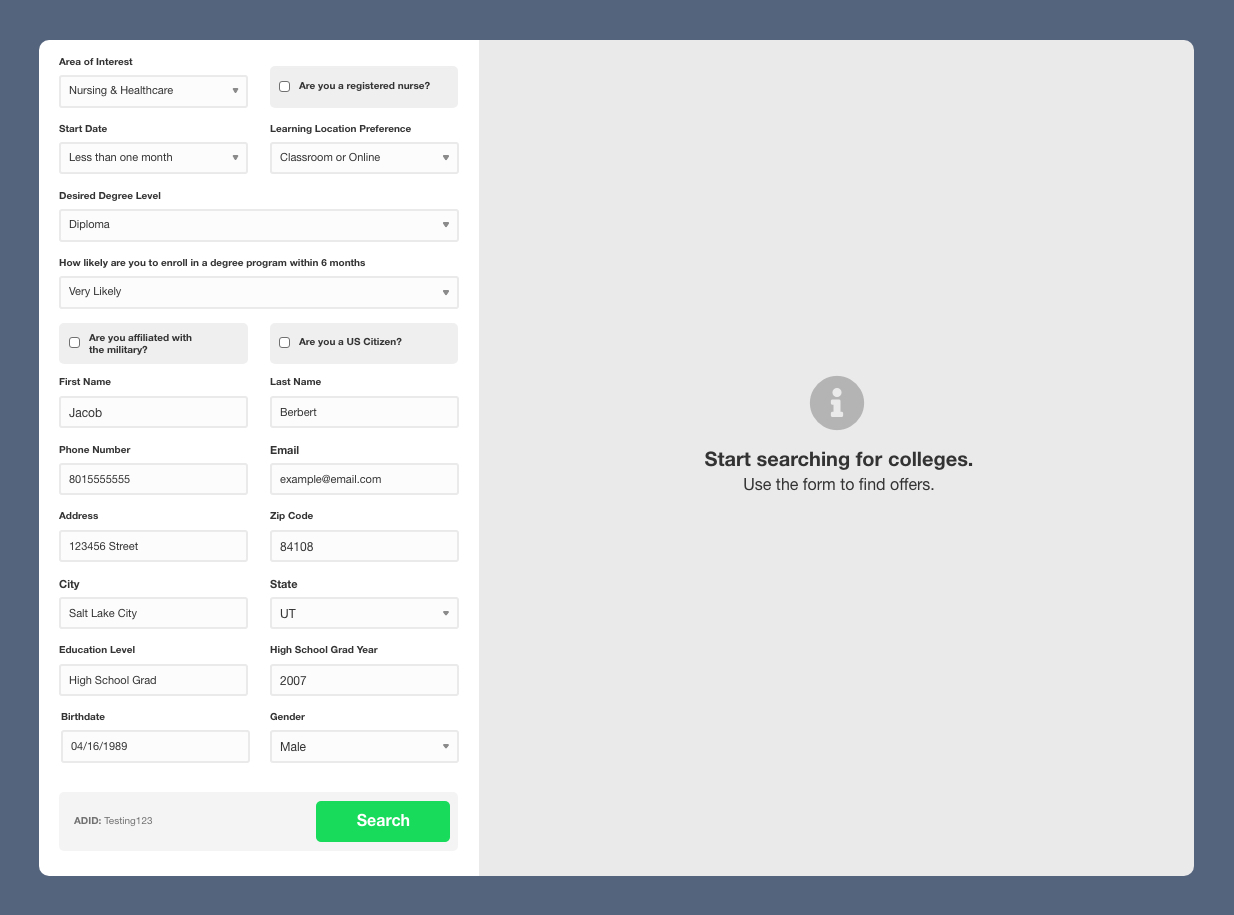 Area of Interest
Nursing & Healthcare
Are you a registered nurse?
Start Date
Less than one month
Learning Location Preference
Classroom or Online
Desired Degree Level
Diploma
How likely are you to enroll in a degree program within 6 months
Very Likely
Are you affiliated with
the military?
Are you a US Citizen?
First Name
Jacob
Last Name
Berbert
Phone Number
8015555555
Email
example@email.com
Address
123456 Street
Zip Code
84108
City
Salt Lake City
State
UT
Education Level
High School Grad
High School Grad Year
2007
Birthdate
04/16/1989
Gender
Male
ADID: Testing123
Search
Start searching for colleges.
Use the form to find offers.